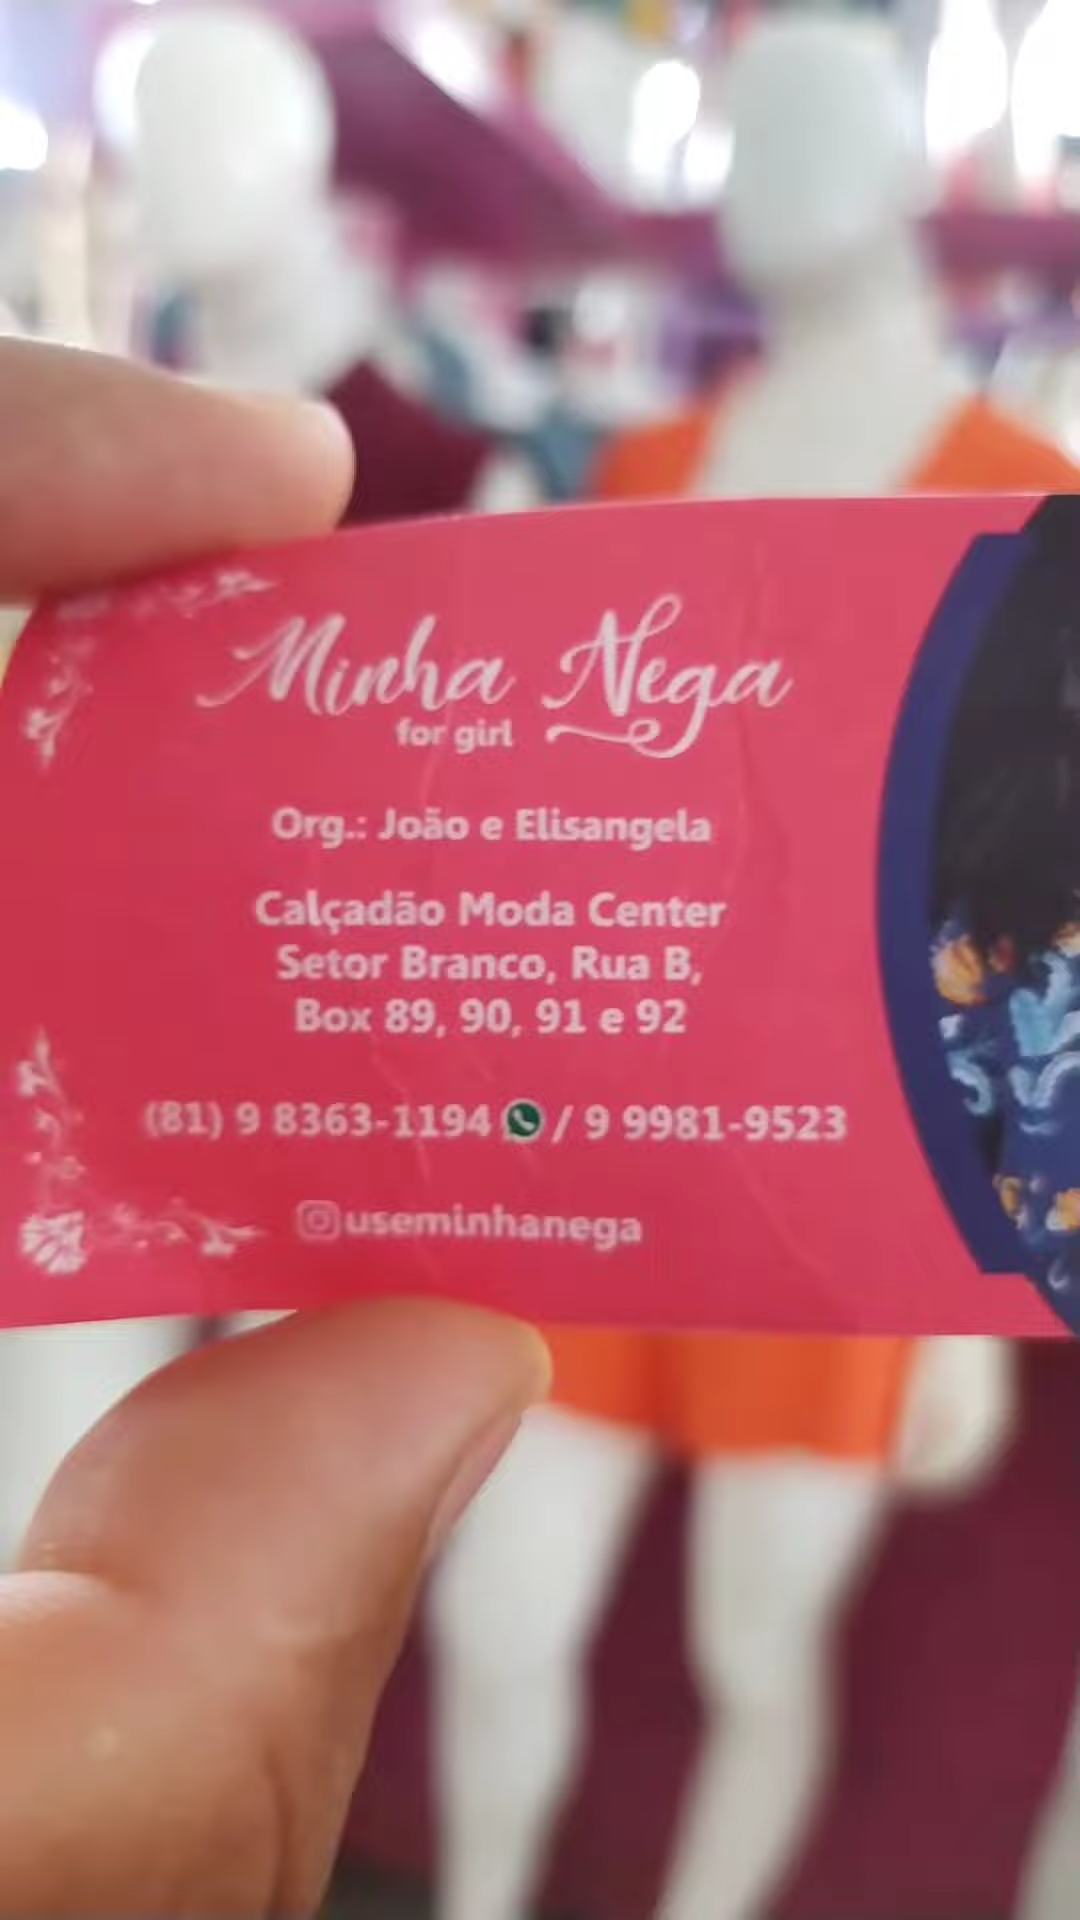 Minha Nega
for girl
Org.: João e Elisangela
Calçadão Moda Center
Setor Branco, Rua B,
Box 89, 90, 91 e 92
(81) 9 8363-1194 / 9 9981-9523
useminhanega